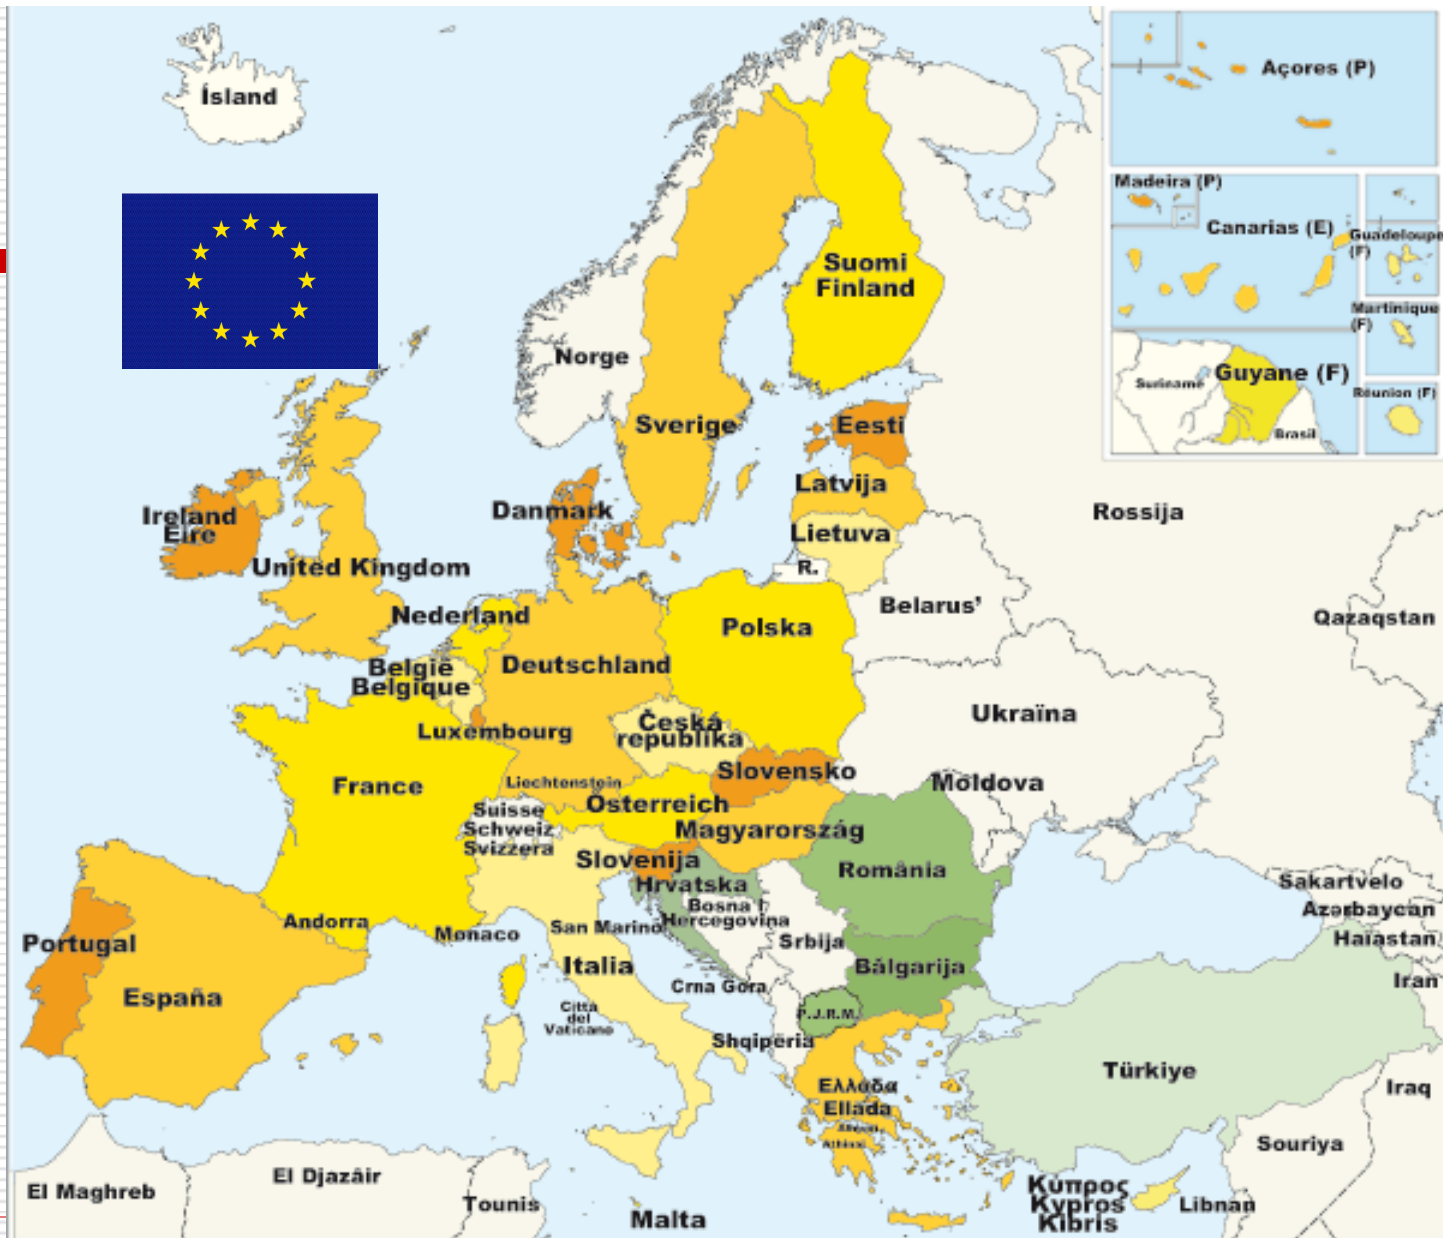 Ísland
Açores (P)
Madeira (P)
Canarias (E)
Guadeloupe
(F)
Martinique
(F)
Suriname
Guyane (F)
Brasil
Réunion (F)
Suomi
Finland
Norge
Sverige
Eesti
Latvija
Lietuva
R.
Danmark
Ireland
Eire
United Kingdom
Rossija
Belarus’
Qazaqstan
Nederland
Polska
België
Belgique
Deutschland
Luxembourg
Česká
republika
Ukraïna
France
Liechtenstein
Slovensko
Moldova
Österreich
Suisse
Schweiz
Svizzera
Magyarország
Slovenija
România
Hrvatska
Bosna I
Hercegovina
Srbija
Sakartvelo
Azərbaycan
Haïastan
Iran
Andorra
Monaco
San Marino
Portugal
España
Italia
Città
del
Vaticano
Crna Gora
Bălgarija
P.J.R.M.
Shqipëria
Türkiye
Ελλάδα
Ellada
Iraq
Souriya
El Maghreb
El Djazâir
Tounis
Malta
Κύπρος
Kypros
Kibris
Libnan